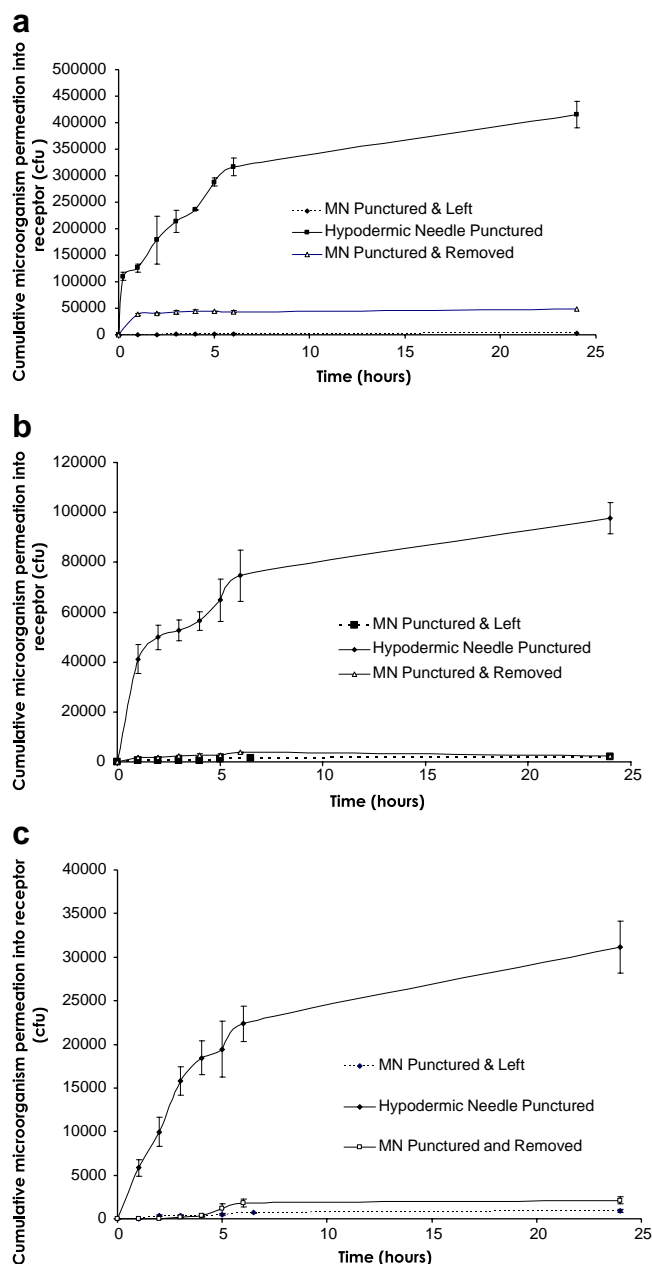 a
Cumulative microorganism permeation into
receptor (cfu)
500000
450000
400000
350000
300000
250000
200000
150000
100000
50000
0
MN Punctured & Left
Hypodermic Needle Punctured
MN Punctured & Removed
0 5 10 15 20 25
Time (hours)
b
Cumulative microorganism permeation into
receptor (cfu)
120000
100000
80000
60000
40000
20000
0
MN Punctured & Left
Hypodermic Needle Punctured
MN Punctured & Removed
0 5 10 15 20 25
Time (hours)
c
Cumulative microorganism permeation into receptor
(cfu)
40000
35000
30000
25000
20000
15000
10000
5000
0
MN Punctured & Left
Hypodermic Needle Punctured
MN Punctured and Removed
0 5 10 15 20 25
Time (hours)